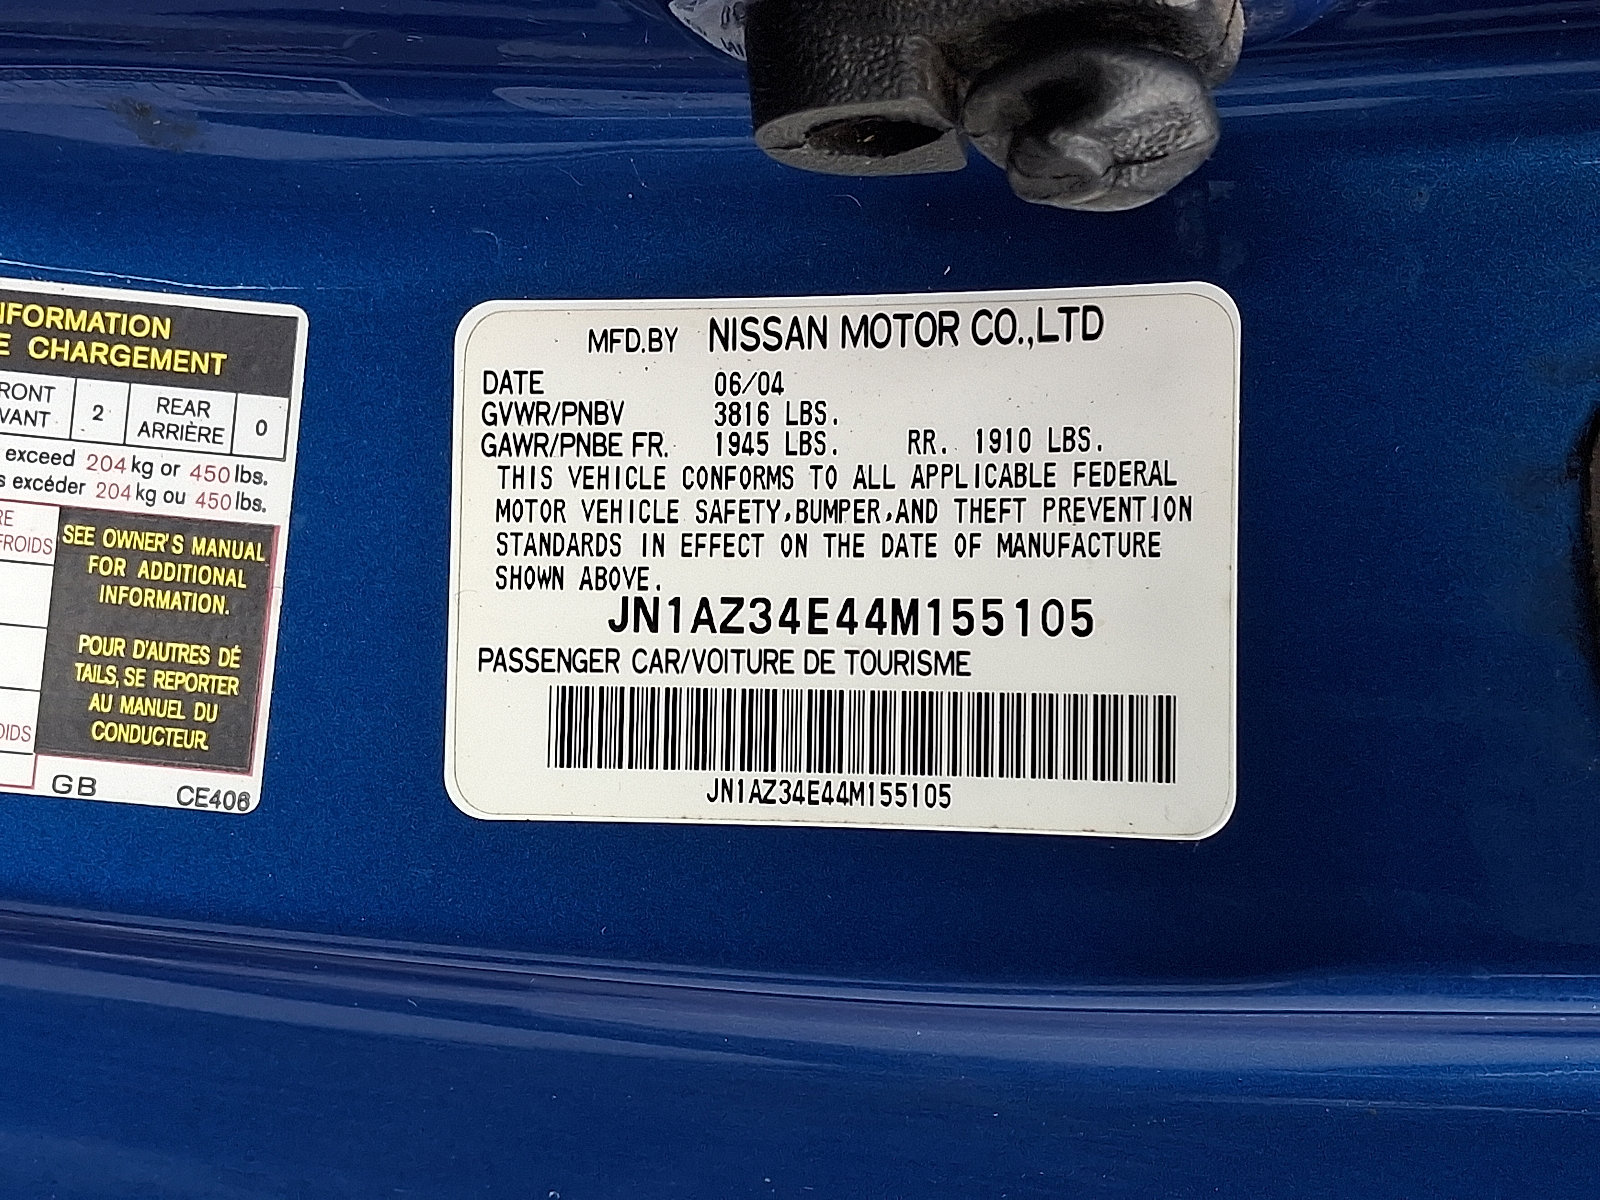 NFORMATION
E CHARGEMENT
RONT
VANT
2
REAR
ARRIÈRE
0
exceed 204 kg or 450 lbs.
s excéder 204 kg ou 450 lbs.
RE
FROIDS
SEE OWNER'S MANUAL
FOR ADDITIONAL
INFORMATION.
POUR D'AUTRES DÉ
TAILS, SE REPORTER
AU MANUEL DU
CONDUCTEUR.
OIDS
GB CE406
MFD.BY NISSAN MOTOR CO.,LTD
DATE 06/04
GVWR/PNBV 3816 LBS.
GAWR/PNBE FR. 1945 LBS. RR. 1910 LBS.
THIS VEHICLE CONFORMS TO ALL APPLICABLE FEDERAL
MOTOR VEHICLE SAFETY,BUMPER,AND THEFT PREVENTION
STANDARDS IN EFFECT ON THE DATE OF MANUFACTURE
SHOWN ABOVE.
JN1AZ34E44M155105
PASSENGER CAR/VOITURE DE TOURISME
JN1AZ34E44M155105